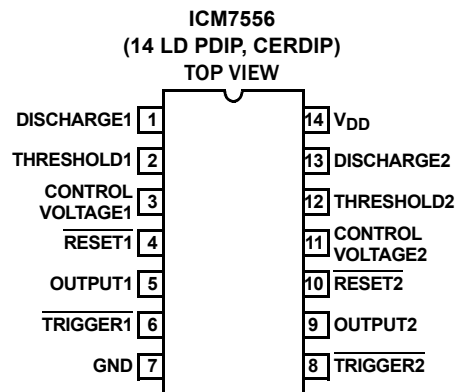 ICM7556
(14 LD PDIP, CERDIP)
TOP VIEW
DISCHARGE1 1
THRESHOLD1 2
CONTROL
VOLTAGE1 3
RESET1 4
OUTPUT1 5
TRIGGER1 6
GND 7
14 VDD
13 DISCHARGE2
12 THRESHOLD2
11 CONTROL
VOLTAGE2
10 RESET2
9 OUTPUT2
8 TRIGGER2